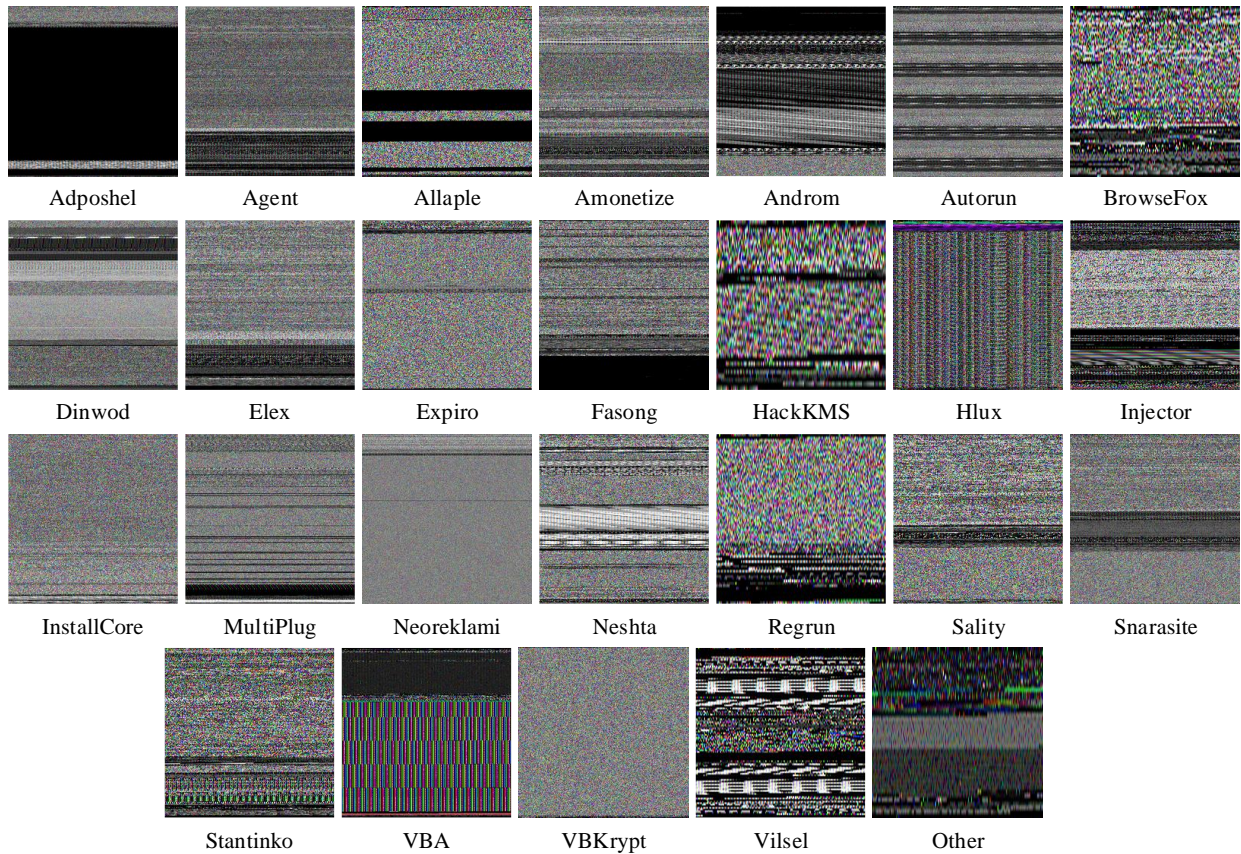 Adposhel Agent Allaple Amonetize Androm Autorun BrowseFox
Dinwod Elex Expiro Fasong HackKMS Hlux Injector
InstallCore MultiPlug Neoreklami Neshta Regrun Sality Snarasite
Stantinko VBA VBKrypt Vilsel Other